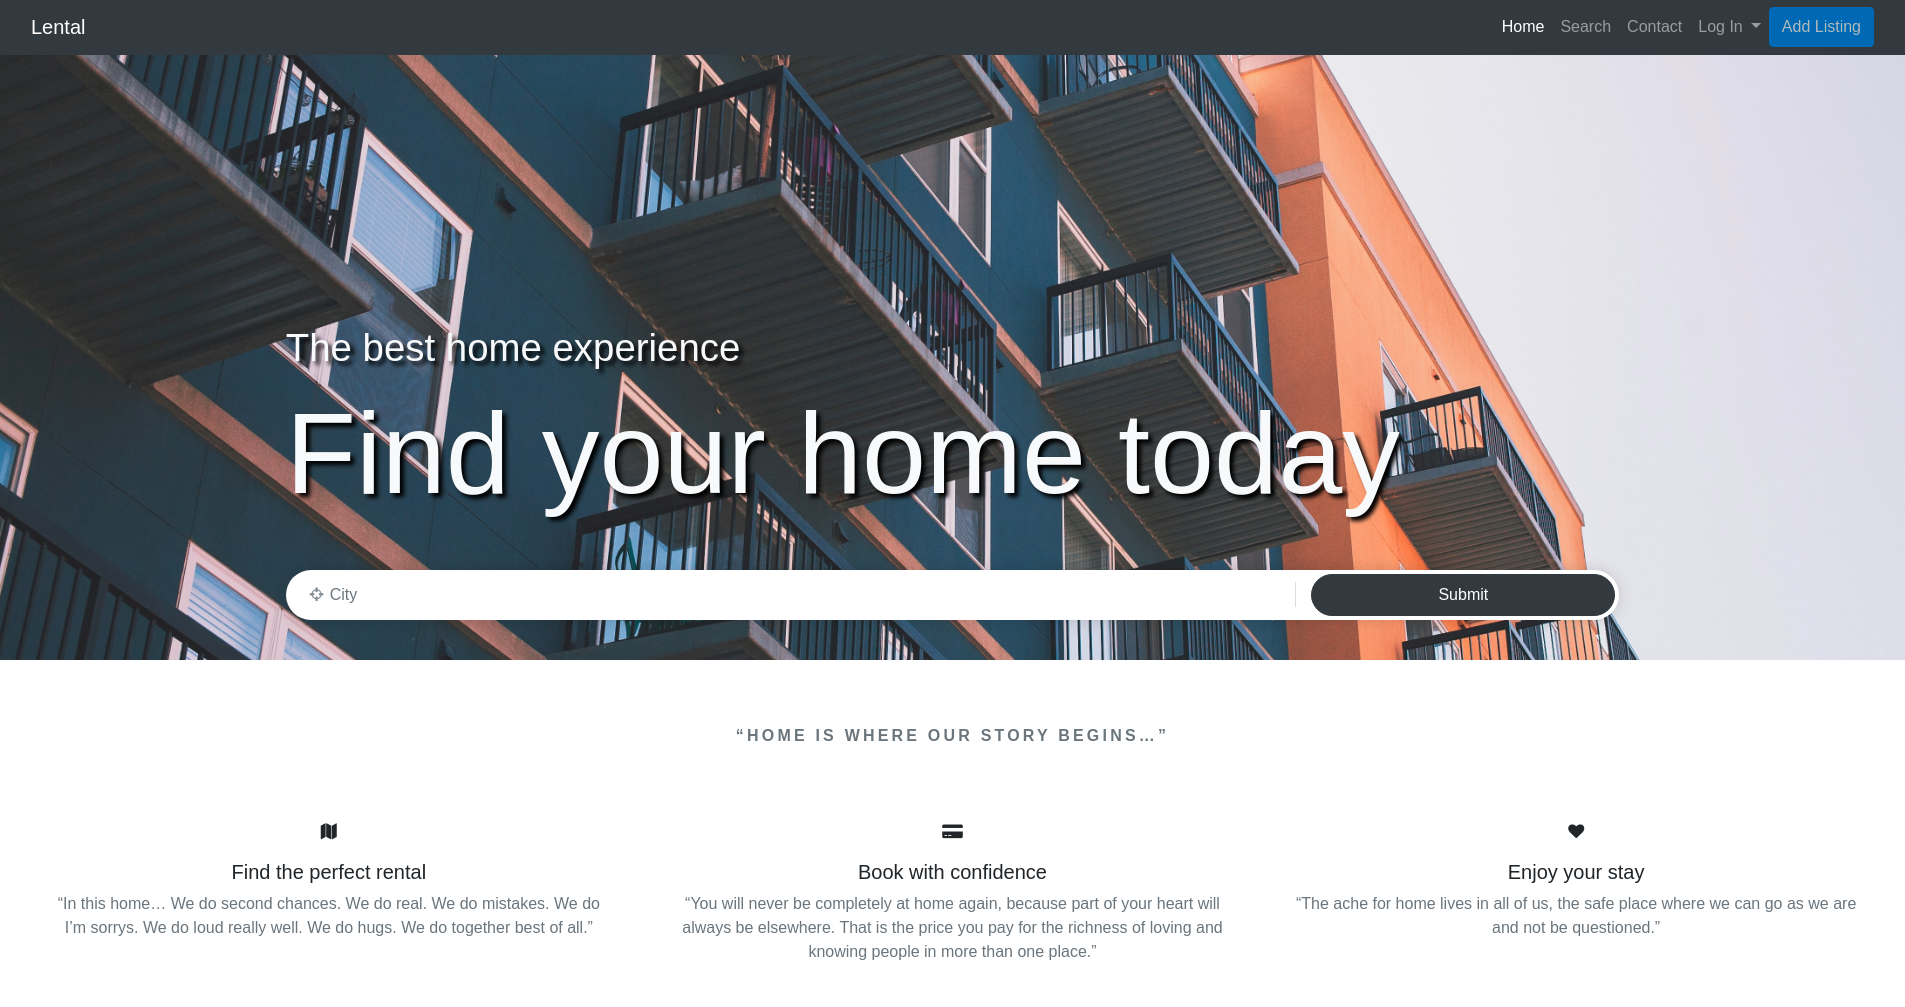 Lental
Home Search Contact Log In Add Listing
The best home experience
Find your home today
City
Submit
“HOME IS WHERE OUR STORY BEGINS…”
Find the perfect rental
“In this home… We do second chances. We do real. We do mistakes. We do
I’m sorrys. We do loud really well. We do hugs. We do together best of all.”
Book with confidence
“You will never be completely at home again, because part of your heart will
always be elsewhere. That is the price you pay for the richness of loving and
knowing people in more than one place.”
Enjoy your stay
“The ache for home lives in all of us, the safe place where we can go as we are
and not be questioned.”